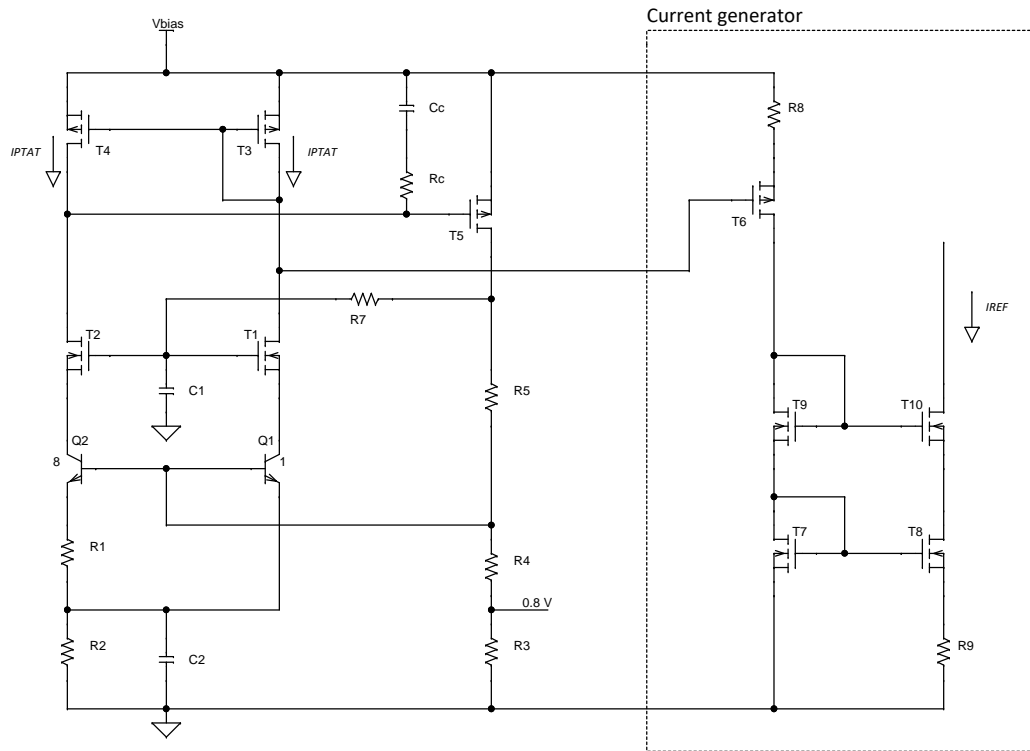 Current generator
Vbias
Cc
R8
IPTAT
T4
T3
IPTAT
Rc
T5
T6
R7
IREF
T2
T1
C1
R5
T9
T10
Q2
Q1
8
1
R1
R4
T7
T8
0.8 V
R2
C2
R3
R9